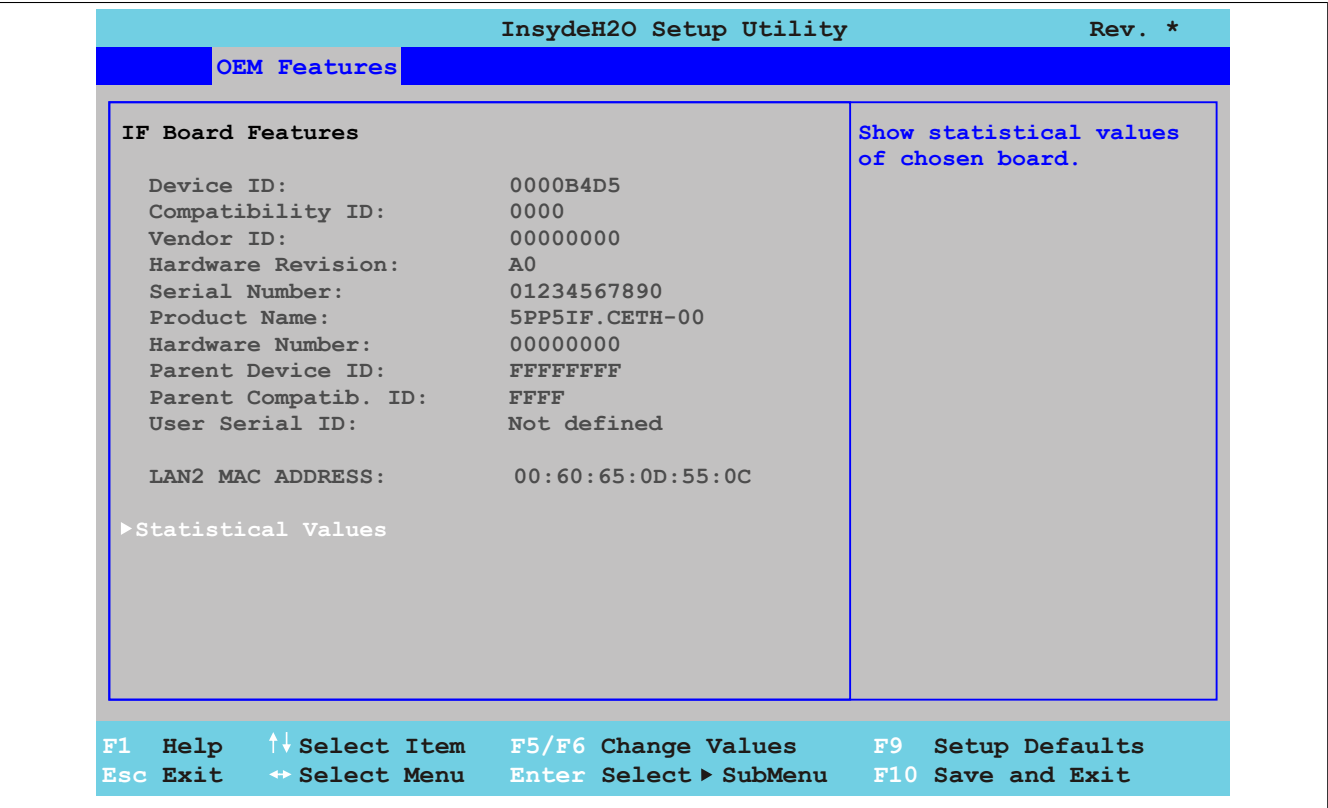 InsydeH2O Setup Utility Rev. *
OEM Features
IF Board Features
Show statistical values
of chosen board.
Device ID: 0000B4D5
Compatibility ID: 0000
Vendor ID: 00000000
Hardware Revision: A0
Serial Number: 01234567890
Product Name: 5PP5IF.CETH-00
Hardware Number: 00000000
Parent Device ID: FFFFFFFF
Parent Compatib. ID: FFFF
User Serial ID: Not defined
LAN2 MAC ADDRESS: 00:60:65:0D:55:0C
▶Statistical Values
F1 Help ↑↓ Select Item F5/F6 Change Values F9 Setup Defaults
Esc Exit ↔ Select Menu Enter Select ▶ SubMenu F10 Save and Exit